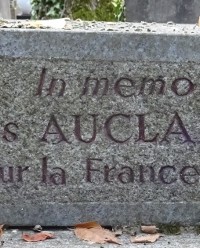 In memo
s AUCLA
ur la France